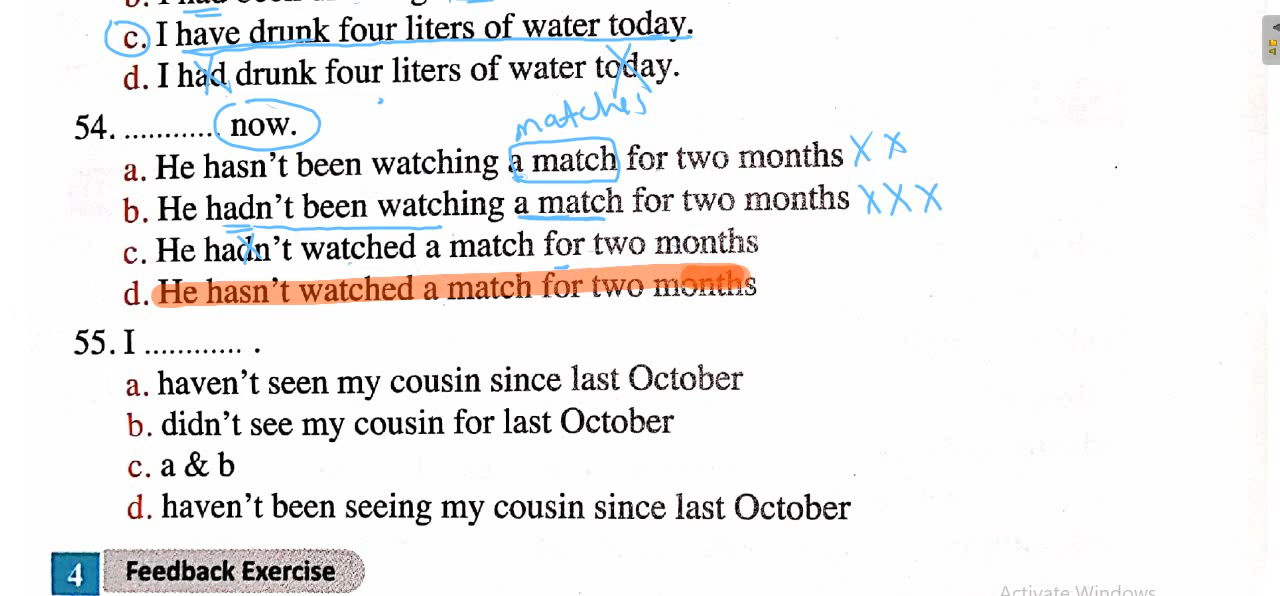 c. I have drunk four liters of water today.
d. I had drunk four liters of water today.
matches
54. ............ now.
a. He hasn't been watching a match for two months X X
b. He hadn't been watching a match for two months X X X
c. He hadn't watched a match for two months
d. He hasn't watched a match for two months
55. I ............ .
a. haven't seen my cousin since last October
b. didn't see my cousin for last October
c. a & b
d. haven't been seeing my cousin since last October
4 Feedback Exercise
Activate Windows